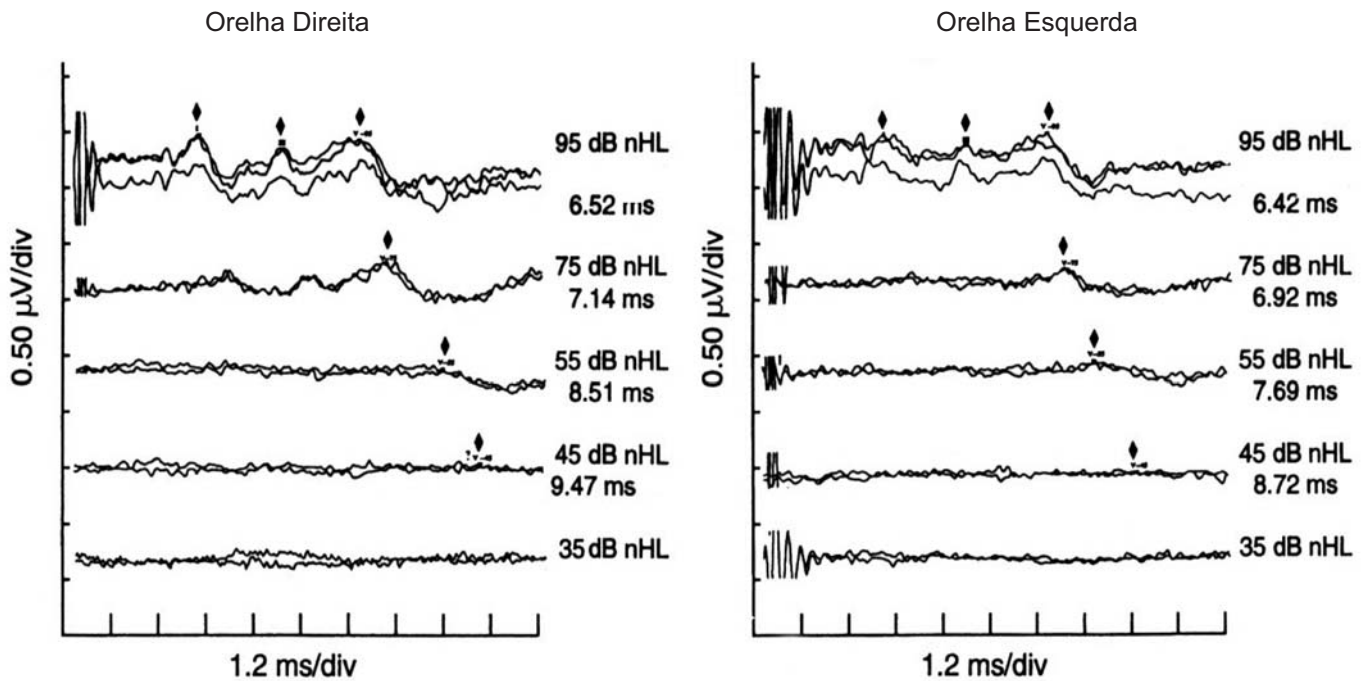 Orelha Direita
0.50 µV/div
95 dB nHL
6.52 ms
75 dB nHL
7.14 ms
55 dB nHL
8.51 ms
?
45 dB nHL
9.47 ms
35 dB nHL
1.2 ms/div
Orelha Esquerda
0.50 µV/div
95 dB nHL
6.42 ms
75 dB nHL
6.92 ms
55 dB nHL
7.69 ms
45 dB nHL
8.72 ms
35 dB nHL
1.2 ms/div